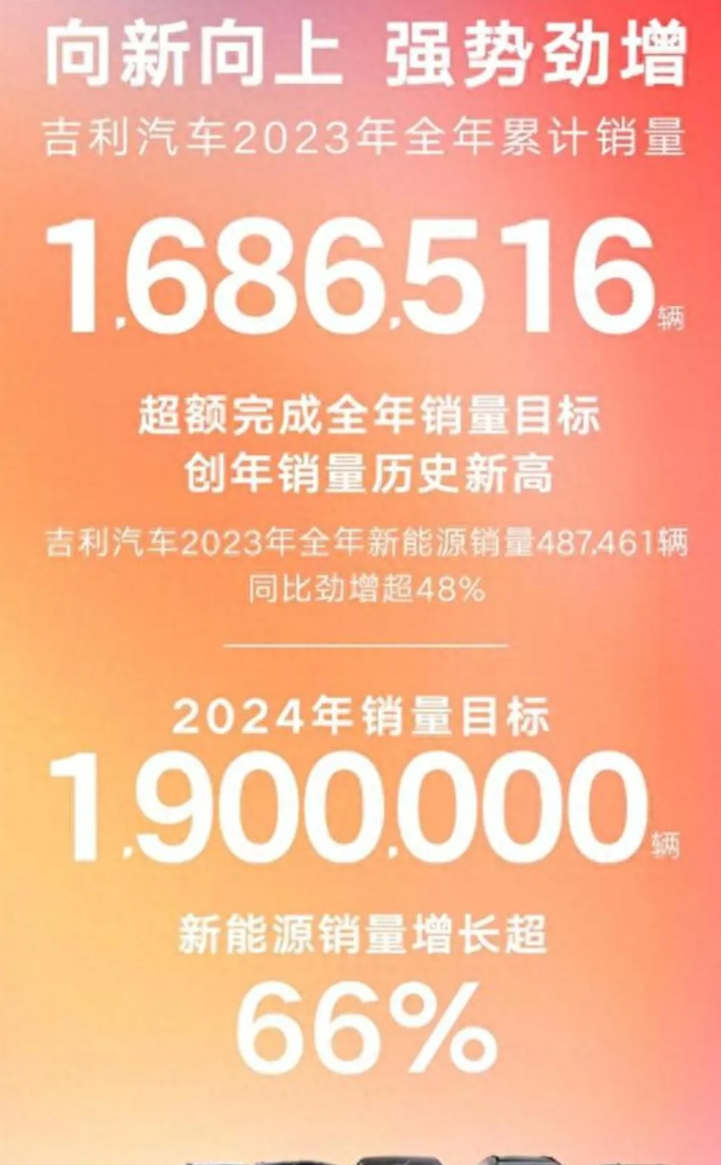 向新向上 强势劲增
吉利汽车2023年全年累计销量
1,686,516辆
超额完成全年销量目标
创年销量历史新高
吉利汽车2023年全年新能源销量487,461辆
同比劲增超48%
2024年销量目标
1,900,000辆
新能源销量增长超
66%